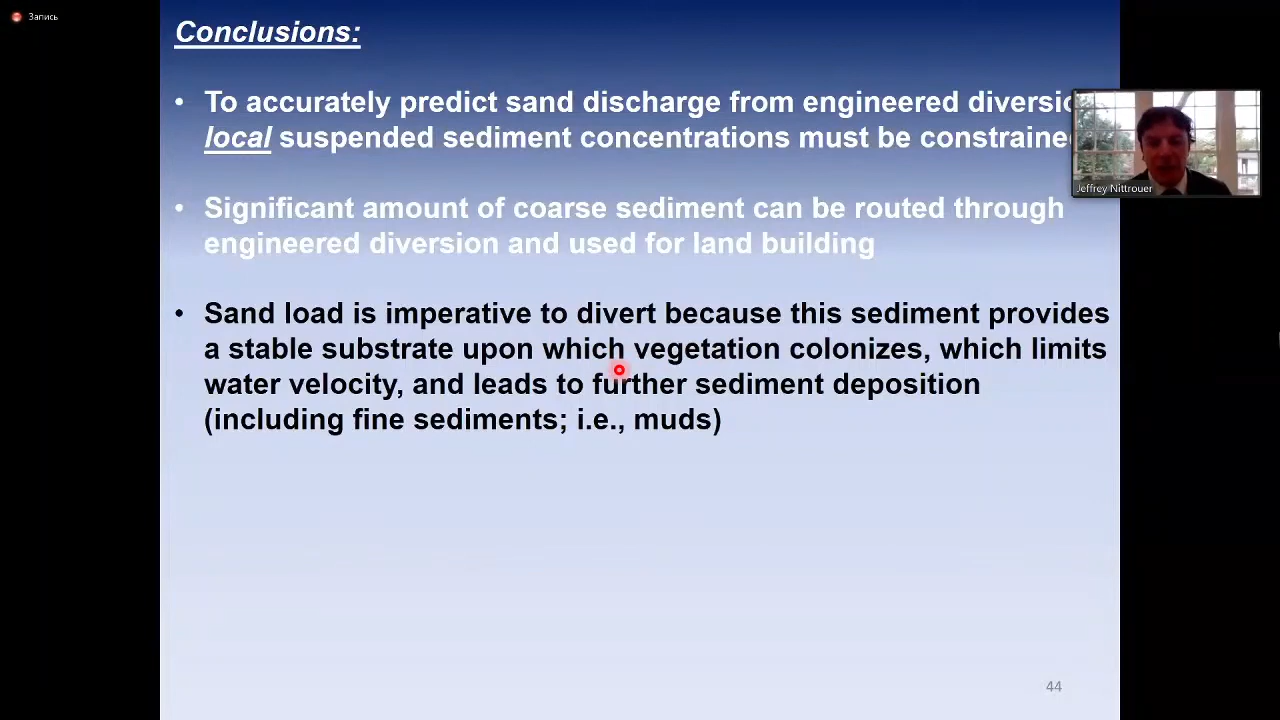 Запись
Conclusions:
• To accurately predict sand discharge from engineered
local suspended sediment concentrations must be
Jeffrey Nittrouer
• Significant amount of coarse sediment can be routed through
engineered diversion and used for land building
• Sand load is imperative to divert because this sediment provides
a stable substrate upon which vegetation colonizes, which limits
water velocity, and leads to further sediment deposition
(including fine sediments; i.e., muds)
44